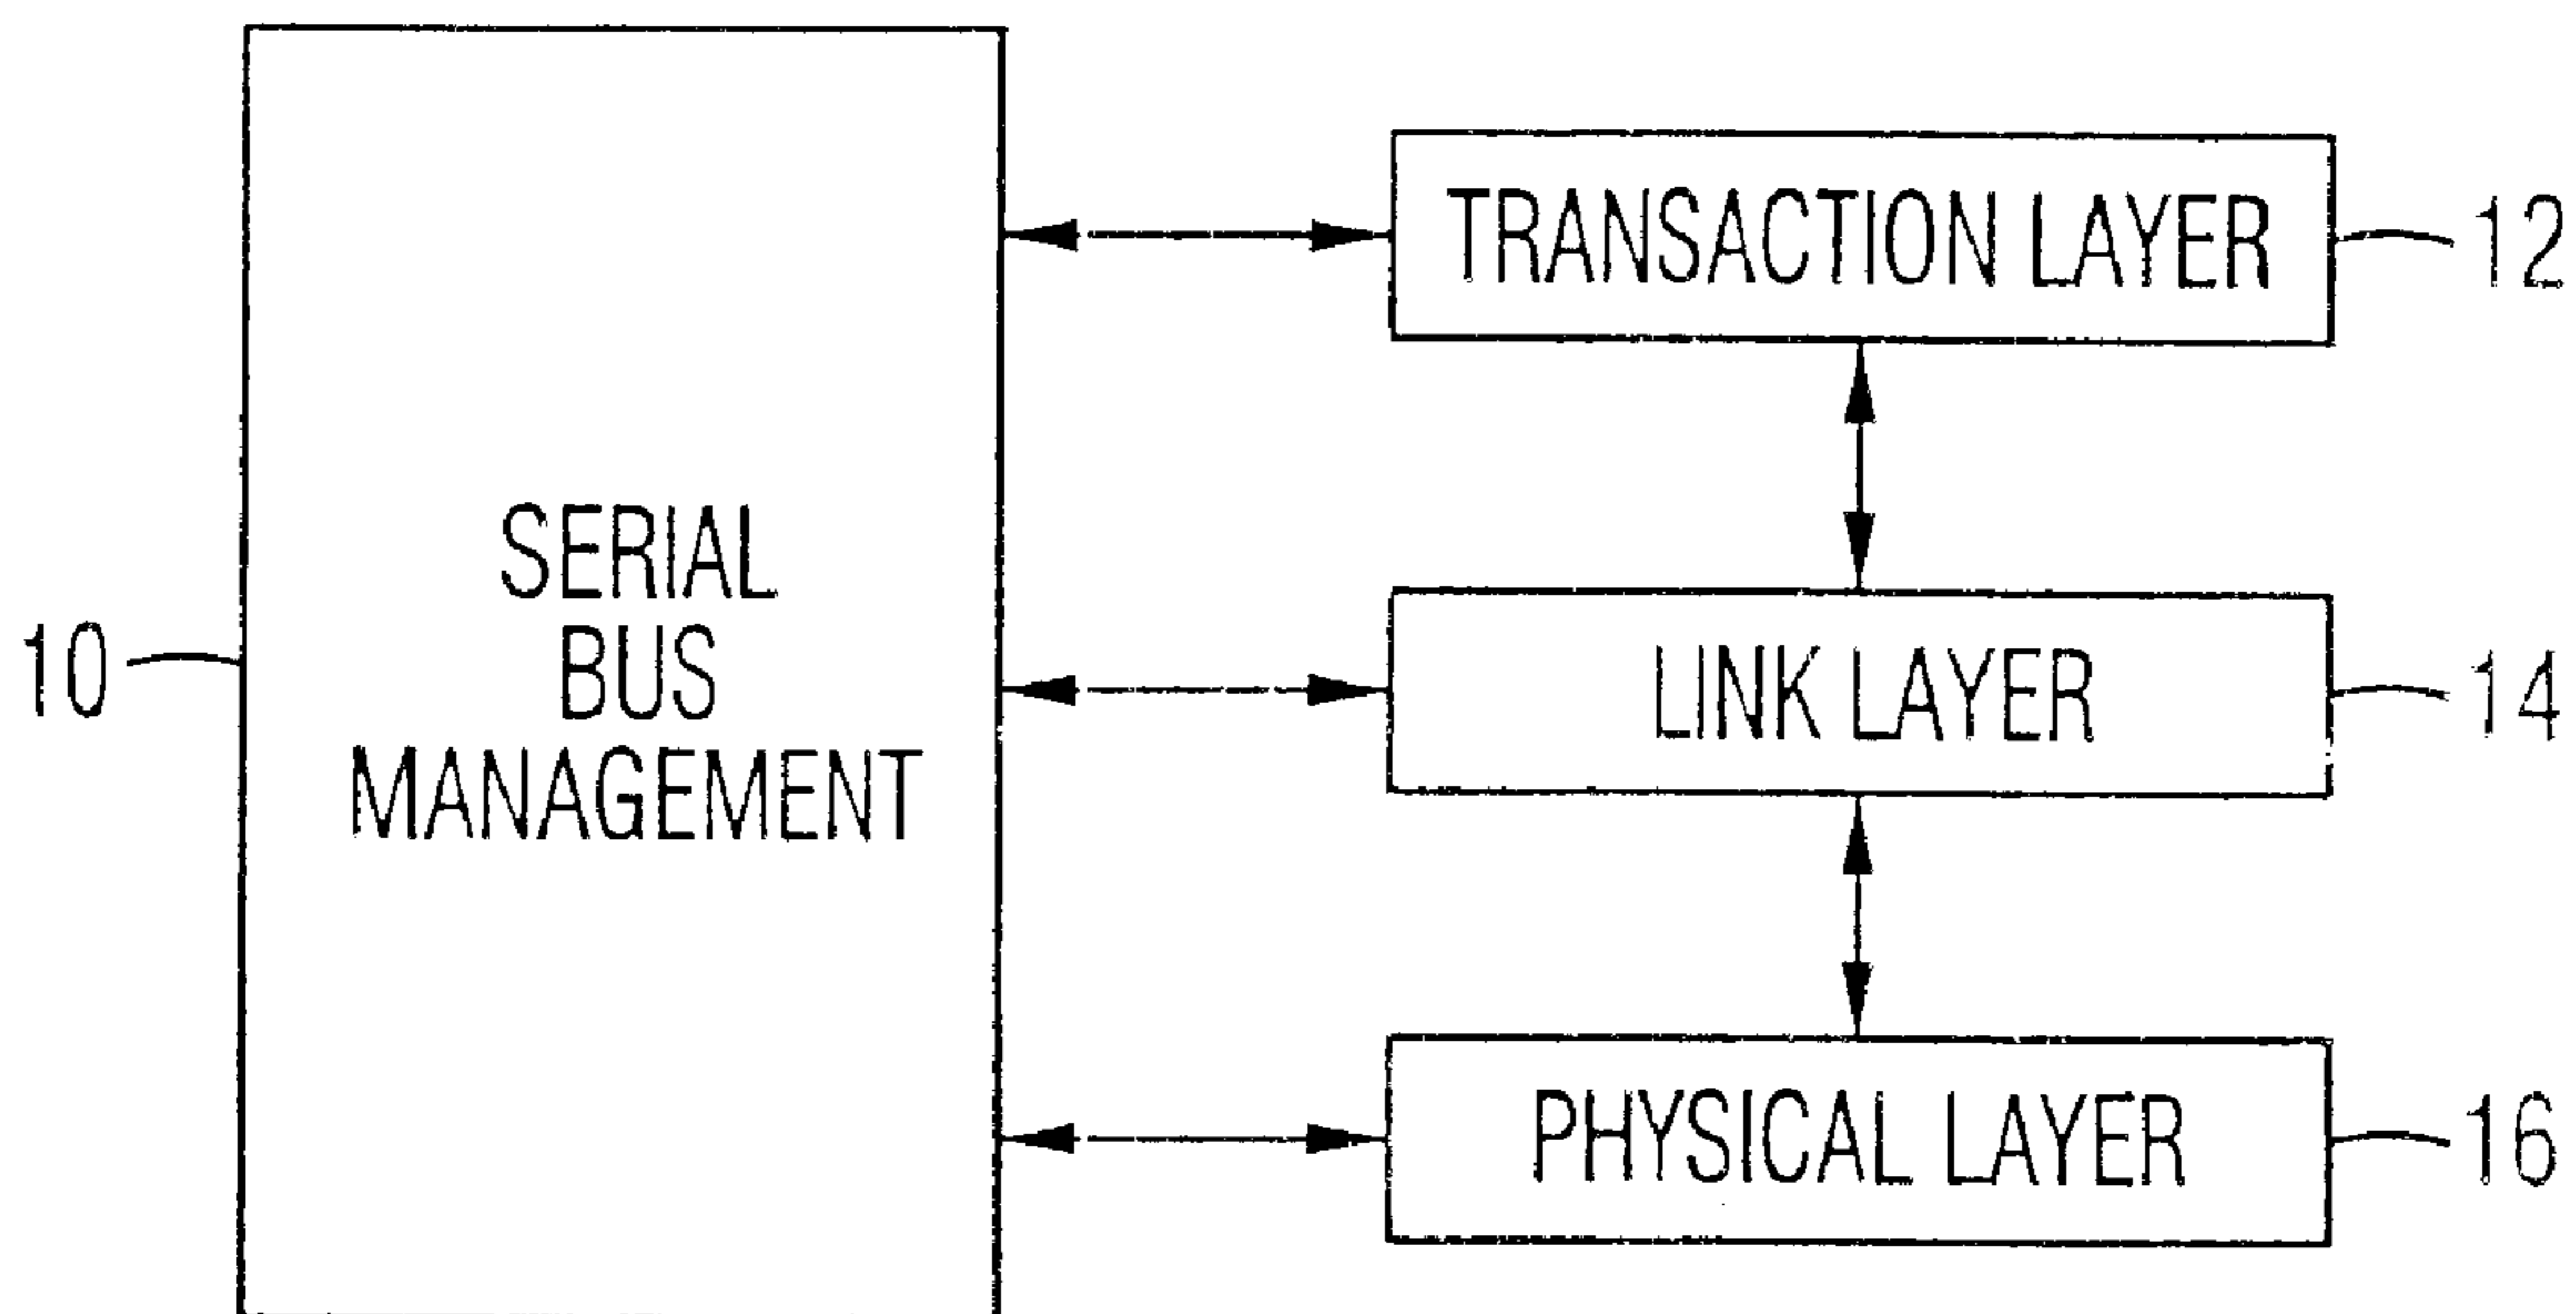 TRANSACTION LAYER
12
SERIAL
BUS
MANAGEMENT
10
LINK LAYER
14
PHYSICAL LAYER
16